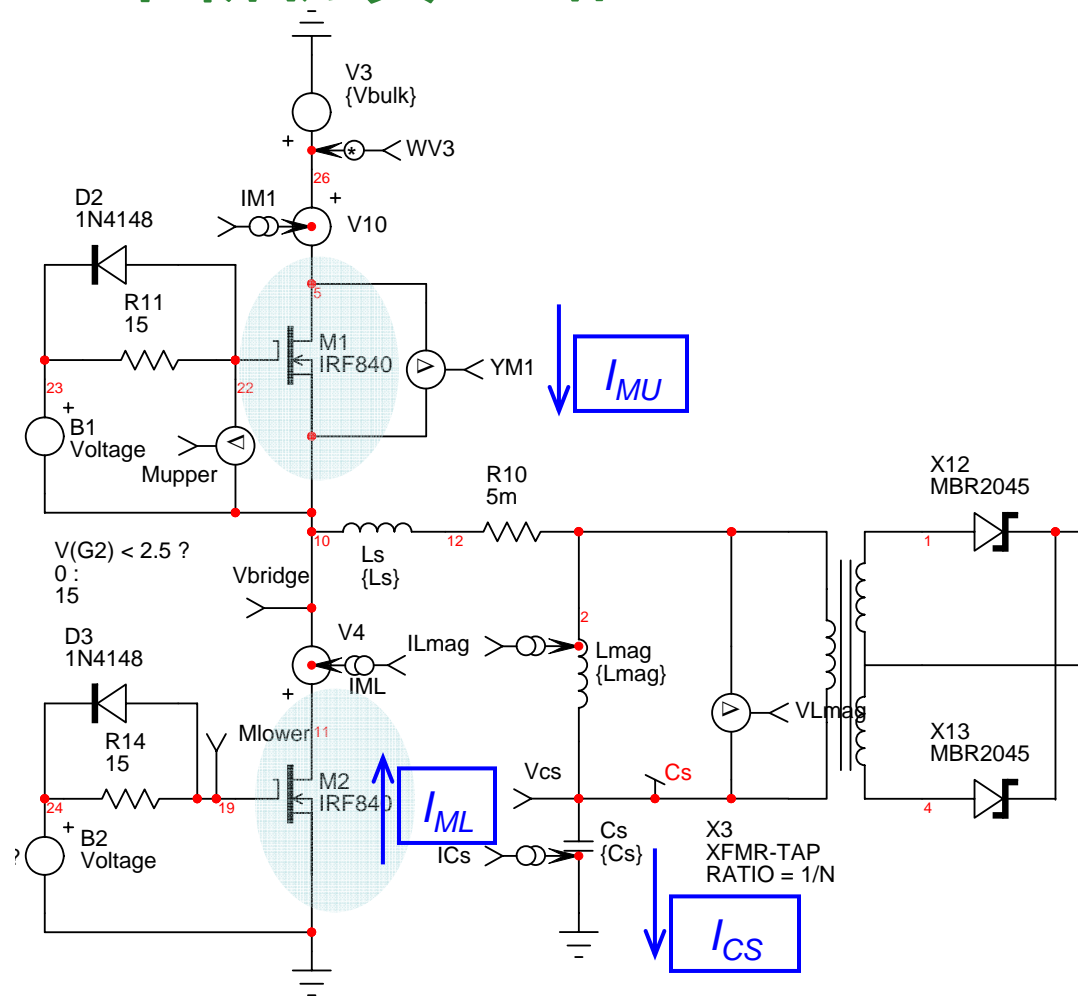 V3
{Vbulk}
+
*
WV3
26
IM1
+
V10
D2
1N4148
5
R11
15
M1
IRF840
V
YM1
I_MU
23
22
+
B1
Voltage
V
Mupper
R10
5m
X12
MBR2045
10
12
1
Ls
{Ls}
V(G2) < 2.5 ?
0 :
15
Vbridge
2
D3
1N4148
V4
ILmag
Lmag
{Lmag}
IML
+
V
VLmag
R14
15
Mlower
11
X13
MBR2045
M2
IRF840
Vcs
Cs
24
19
I_ML
4
+
B2
Voltage
?
Cs
{Cs}
ICs
X3
XFMR-TAP
RATIO = 1/N
I_CS